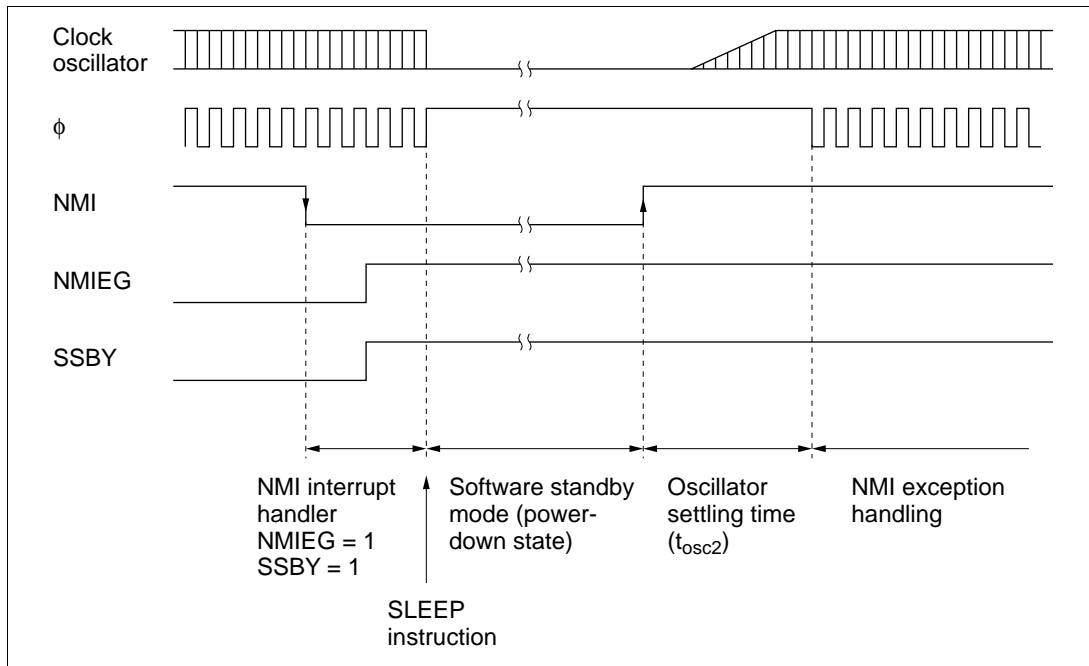 Clock
oscillator
φ
NMI
NMIEG
SSBY
NMI interrupt
handler
NMIEG = 1
SSBY = 1
Software standby
mode (power-
down state)
Oscillator
settling time
(tosc2)
NMI exception
handling
SLEEP
instruction